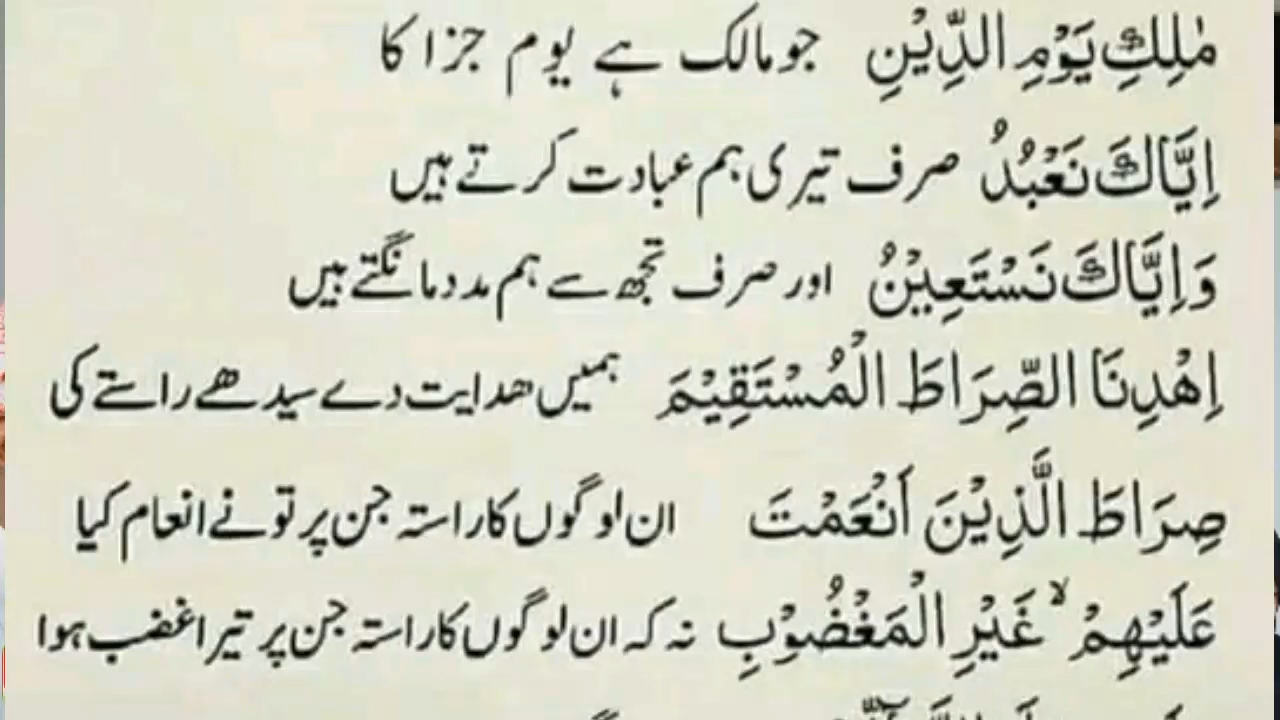 مٰلِكِ يَوْمِ الدِّيْنِ جو مالک ہے یوم جزا کا
اِيَّاكَ نَعْبُدُ صرف تیری ہم عبادت کرتے ہیں
وَاِيَّاكَ نَسْتَعِيْنُ اور صرف تجھ سے ہم مدد مانگتے ہیں
اِهْدِنَا الصِّرَاطَ الْمُسْتَقِيْمَ ہمیں ھدایت دے سیدھے راستے کی
صِرَاطَ الَّذِيْنَ اَنْعَمْتَ ان لوگوں کا راستہ جن پر تو نے انعام کیا
عَلَيْهِمْ ۙ غَيْرِ الْمَغْضُوْبِ نہ کہ ان لوگوں کا راستہ جن پر تیرا غضب ہوا